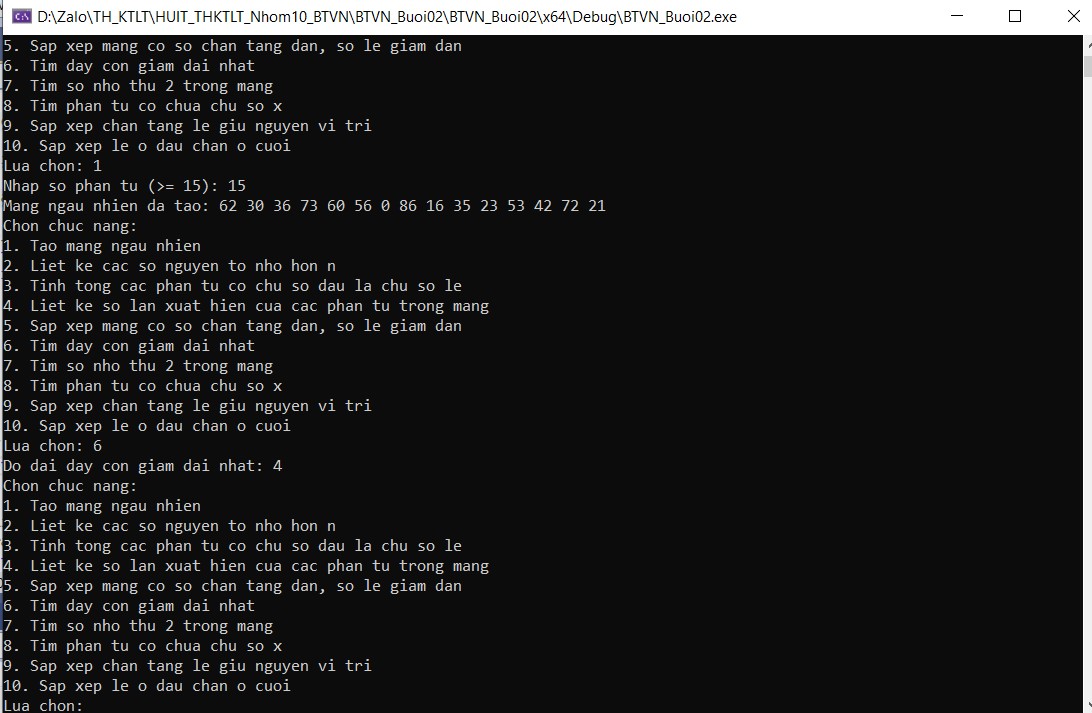 D:\Zalo\TH_KTLT\HUIT_THKTLT_Nhom10_BTVN\BTVN_Buoi02\BTVN_Buoi02\x64\Debug\BTVN_Buoi02.exe
5. Sap xep mang co so chan tang dan, so le giam dan
6. Tim day con giam dai nhat
7. Tim so nho thu 2 trong mang
8. Tim phan tu co chua chu so x
9. Sap xep chan tang le giu nguyen vi tri
10. Sap xep le o dau chan o cuoi
Lua chon: 1
Nhap so phan tu (>= 15): 15
Mang ngau nhien da tao: 62 30 36 73 60 56 0 86 16 35 23 53 42 72 21
Chon chuc nang:
1. Tao mang ngau nhien
2. Liet ke cac so nguyen to nho hon n
3. Tinh tong cac phan tu co chu so dau la chu so le
4. Liet ke so lan xuat hien cua cac phan tu trong mang
5. Sap xep mang co so chan tang dan, so le giam dan
6. Tim day con giam dai nhat
7. Tim so nho thu 2 trong mang
8. Tim phan tu co chua chu so x
9. Sap xep chan tang le giu nguyen vi tri
10. Sap xep le o dau chan o cuoi
Lua chon: 6
Do dai day con giam dai nhat: 4
Chon chuc nang:
1. Tao mang ngau nhien
2. Liet ke cac so nguyen to nho hon n
3. Tinh tong cac phan tu co chu so dau la chu so le
4. Liet ke so lan xuat hien cua cac phan tu trong mang
5. Sap xep mang co so chan tang dan, so le giam dan
6. Tim day con giam dai nhat
7. Tim so nho thu 2 trong mang
8. Tim phan tu co chua chu so x
9. Sap xep chan tang le giu nguyen vi tri
10. Sap xep le o dau chan o cuoi
Lua chon: